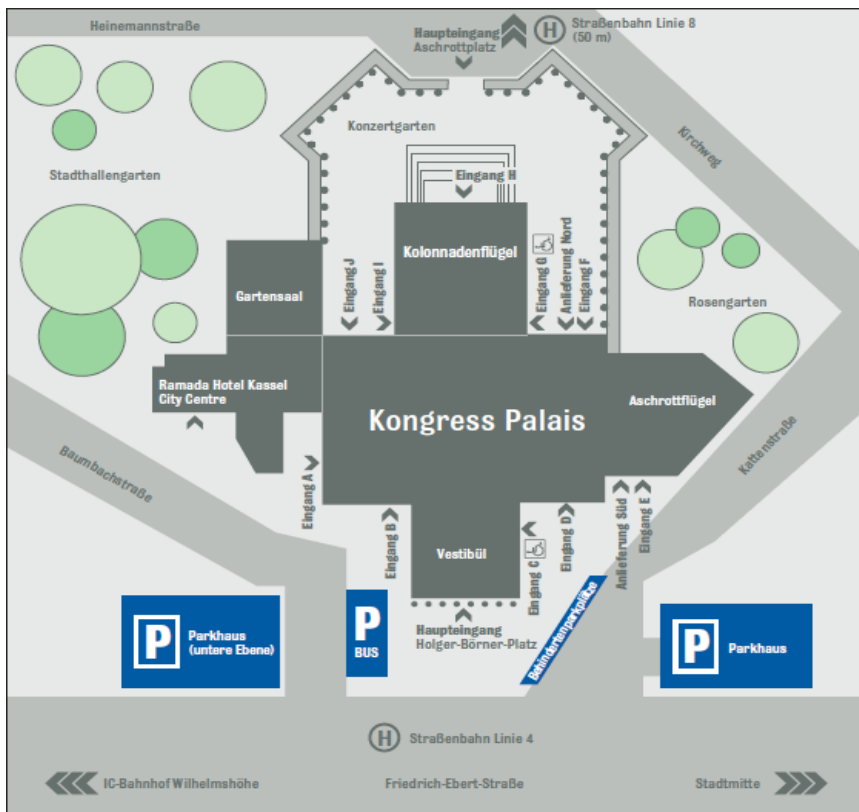 Heinemannstraße
Haupteingang
Aschrottplatz
H
Straßenbahn Linie 8
(50 m)
Konzertgarten
Kirchweg
Stadthallengarten
Eingang H
Kolonnadenflügel
Gartensaal
Eingang J
Eingang I
Eingang G
Anlieferung Nord
Eingang F
Rosengarten
Ramada Hotel Kassel
City Centre
Kongress Palais
Aschrottflügel
Baumbachstraße
Kattenstraße
Eingang A
Eingang B
Vestibül
Eingang C
Eingang D
Anlieferung Süd
Eingang E
P
Parkhaus
(untere Ebene)
P
BUS
Haupteingang
Holger-Börner-Platz
Behindertenparkplätze
P
Parkhaus
H
Straßenbahn Linie 4
IC-Bahnhof Wilhelmshöhe
Friedrich-Ebert-Straße
Stadtmitte